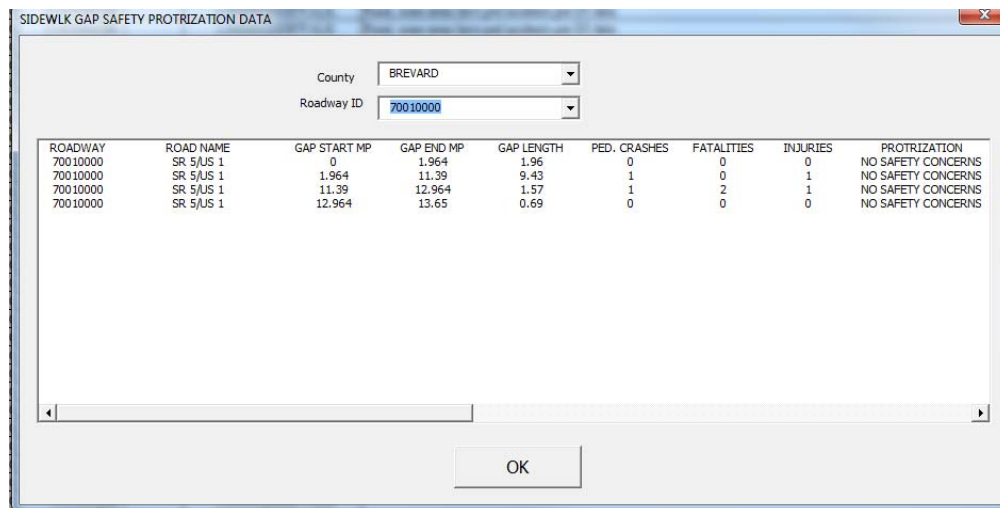 SIDEWLK GAP SAFETY PROTRIZATION DATA
X
County BREVARD
Roadway ID 70010000
ROADWAY ROAD NAME GAP START MP GAP END MP GAP LENGTH PED. CRASHES FATALITIES INJURIES PROTRIZATION
70010000 SR 5/US 1 0 1.964 1.96 0 0 0 NO SAFETY CONCERNS
70010000 SR 5/US 1 1.964 11.39 9.43 1 0 1 NO SAFETY CONCERNS
70010000 SR 5/US 1 11.39 12.964 1.57 1 2 1 NO SAFETY CONCERNS
70010000 SR 5/US 1 12.964 13.65 0.69 0 0 0 NO SAFETY CONCERNS
OK